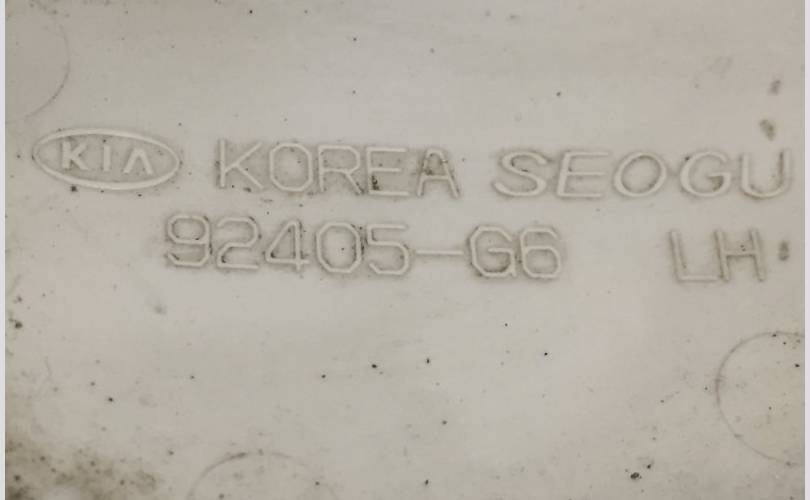 KIA KOREA SEOGU
92405-G6 LH